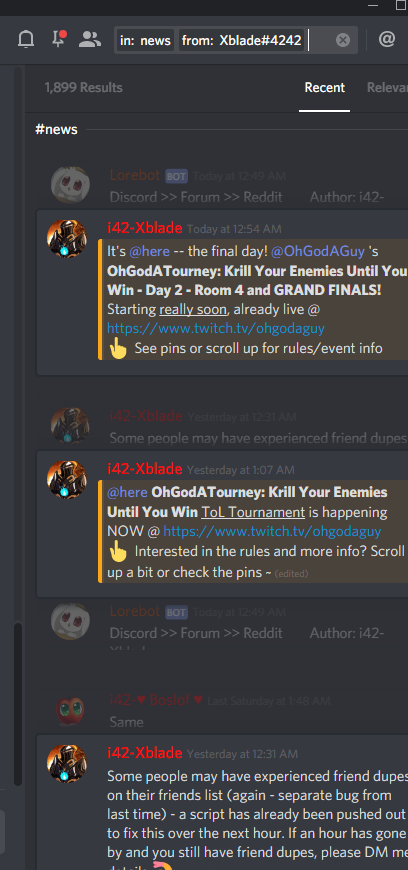 in: news from: Xblade#4242
1,899 Results Recent Releva
#news
Lorebot BOT Today at 12:49 AM
Discord >> Forum >> Reddit Author: i42-
i42-Xblade Today at 12:54 AM
It's @here -- the final day! @OhGodAGuy 's
OhGodATourney: Krill Your Enemies Until You
Win - Day 2 - Room 4 and GRAND FINALS!
Starting really soon, already live @
https://www.twitch.tv/ohgodaguy
👆 See pins or scroll up for rules/event info
i42-Xblade Yesterday at 12:31 AM
Some people may have experienced friend dupes
i42-Xblade Yesterday at 1:07 AM
@here OhGodATourney: Krill Your Enemies
Until You Win ToL Tournament is happening
NOW @ https://www.twitch.tv/ohgodaguy
👆 Interested in the rules and more info? Scroll
up a bit or check the pins ~ (edited)
Lorebot BOT Today at 12:49 AM
Discord >> Forum >> Reddit Author: i42-
i42-♥ Bastof ♥ Last Saturday at 1:48 AM
Same
i42-Xblade Yesterday at 12:31 AM
Some people may have experienced friend dupes
on their friends list (again - separate bug from
last time) - a script has already been pushed out
to fix this over the next hour. If an hour has gone
by and you still have friend dupes, please DM me
details